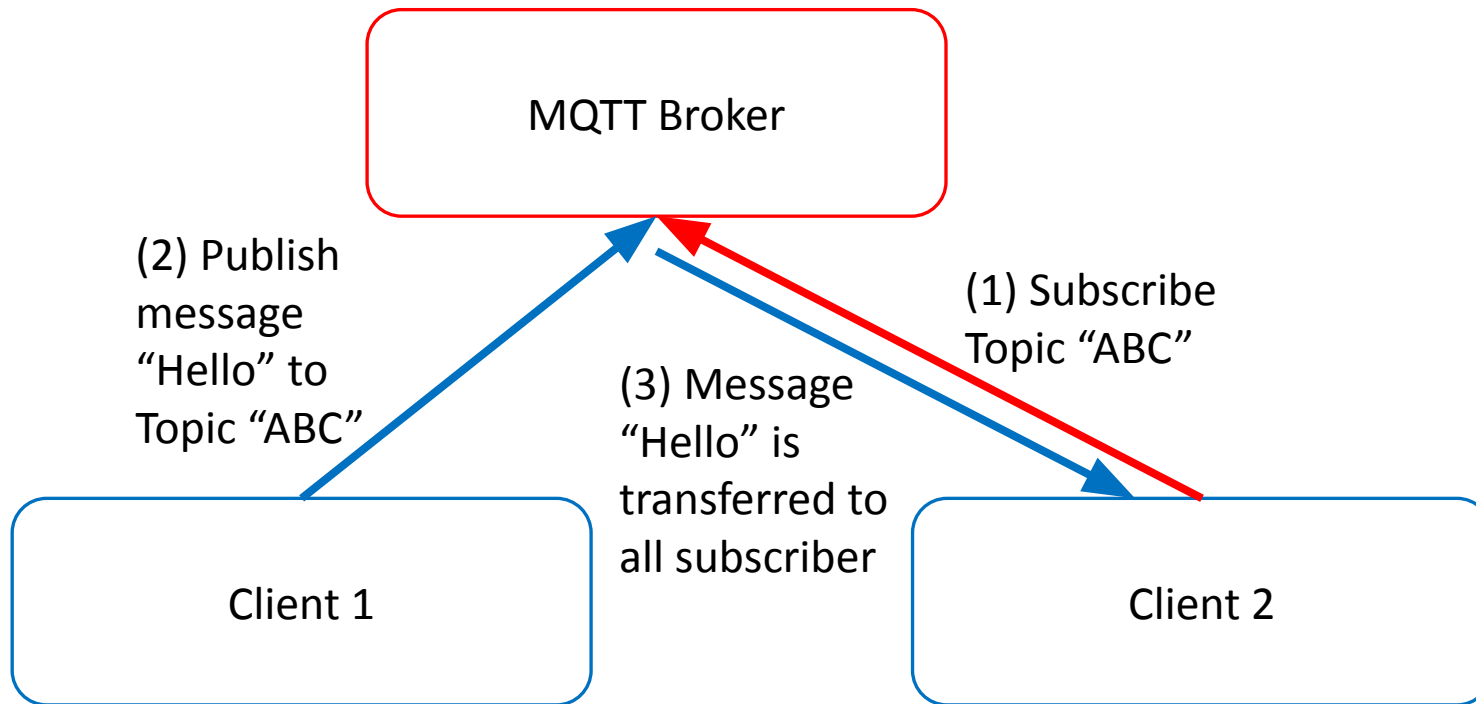 MQTT Broker
(2) Publish
message
“Hello” to
Topic “ABC”
(1) Subscribe
Topic “ABC”
(3) Message
“Hello” is
transferred to
all subscriber
Client 1
Client 2